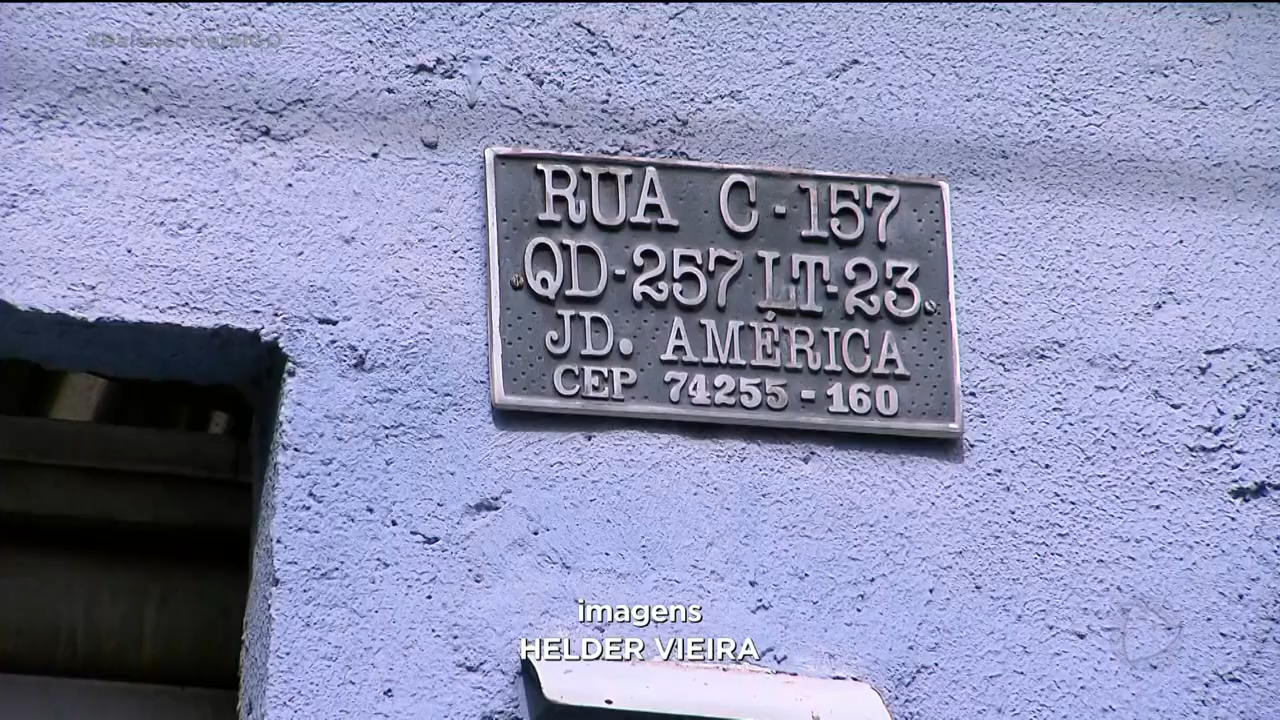 RUA C-157
QD-257 LT-23.
JD. AMÉRICA
CEP 74255-160
imagens
HELDER VIEIRA